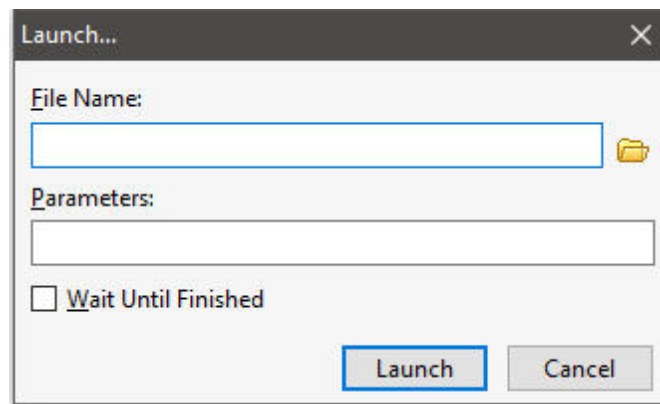 Launch...
File Name:
Parameters:
Wait Until Finished
Launch
Cancel